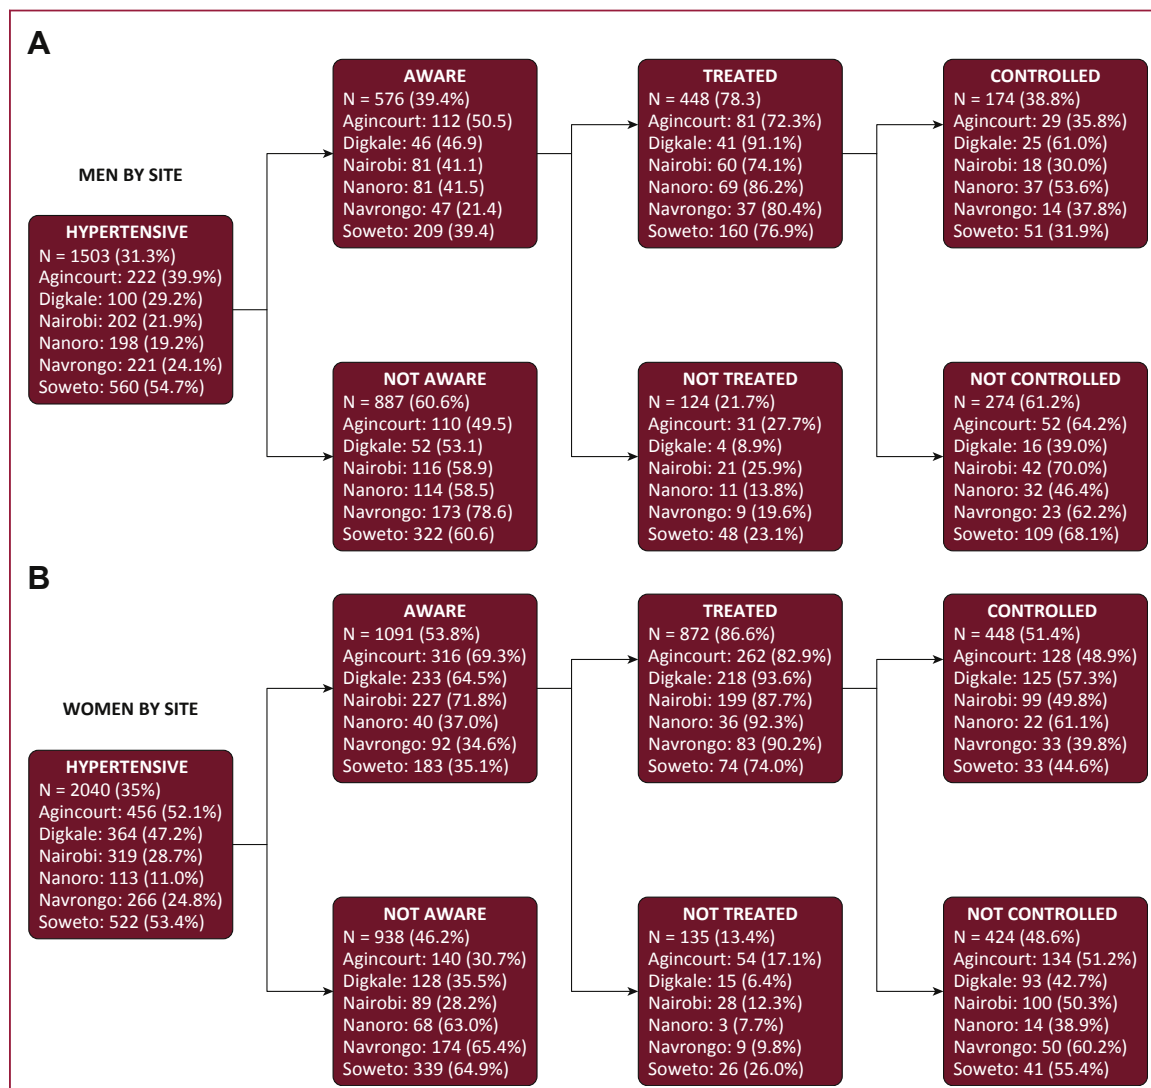 A
MEN BY SITE
HYPERTENSIVE
N = 1503 (31.3%)
Agincourt: 222 (39.9%)
Digkale: 100 (29.2%)
Nairobi: 202 (21.9%)
Nanoro: 198 (19.2%)
Navrongo: 221 (24.1%)
Soweto: 560 (54.7%)
AWARE
N = 576 (39.4%)
Agincourt: 112 (50.5)
Digkale: 46 (46.9)
Nairobi: 81 (41.1)
Nanoro: 81 (41.5)
Navrongo: 47 (21.4)
Soweto: 209 (39.4)
TREATED
N = 448 (78.3)
Agincourt: 81 (72.3%)
Digkale: 41 (91.1%)
Nairobi: 60 (74.1%)
Nanoro: 69 (86.2%)
Navrongo: 37 (80.4%)
Soweto: 160 (76.9%)
CONTROLLED
N = 174 (38.8%)
Agincourt: 29 (35.8%)
Digkale: 25 (61.0%)
Nairobi: 18 (30.0%)
Nanoro: 37 (53.6%)
Navrongo: 14 (37.8%)
Soweto: 51 (31.9%)
NOT AWARE
N = 887 (60.6%)
Agincourt: 110 (49.5)
Digkale: 52 (53.1)
Nairobi: 116 (58.9)
Nanoro: 114 (58.5)
Navrongo: 173 (78.6)
Soweto: 322 (60.6)
NOT TREATED
N = 124 (21.7%)
Agincourt: 31 (27.7%)
Digkale: 4 (8.9%)
Nairobi: 21 (25.9%)
Nanoro: 11 (13.8%)
Navrongo: 9 (19.6%)
Soweto: 48 (23.1%)
NOT CONTROLLED
N = 274 (61.2%)
Agincourt: 52 (64.2%)
Digkale: 16 (39.0%)
Nairobi: 42 (70.0%)
Nanoro: 32 (46.4%)
Navrongo: 23 (62.2%)
Soweto: 109 (68.1%)
B
WOMEN BY SITE
HYPERTENSIVE
N = 2040 (35%)
Agincourt: 456 (52.1%)
Digkale: 364 (47.2%)
Nairobi: 319 (28.7%)
Nanoro: 113 (11.0%)
Navrongo: 266 (24.8%)
Soweto: 522 (53.4%)
AWARE
N = 1091 (53.8%)
Agincourt: 316 (69.3%)
Digkale: 233 (64.5%)
Nairobi: 227 (71.8%)
Nanoro: 40 (37.0%)
Navrongo: 92 (34.6%)
Soweto: 183 (35.1%)
TREATED
N = 872 (86.6%)
Agincourt: 262 (82.9%)
Digkale: 218 (93.6%)
Nairobi: 199 (87.7%)
Nanoro: 36 (92.3%)
Navrongo: 83 (90.2%)
Soweto: 74 (74.0%)
CONTROLLED
N = 448 (51.4%)
Agincourt: 128 (48.9%)
Digkale: 125 (57.3%)
Nairobi: 99 (49.8%)
Nanoro: 22 (61.1%)
Navrongo: 33 (39.8%)
Soweto: 33 (44.6%)
NOT AWARE
N = 938 (46.2%)
Agincourt: 140 (30.7%)
Digkale: 128 (35.5%)
Nairobi: 89 (28.2%)
Nanoro: 68 (63.0%)
Navrongo: 174 (65.4%)
Soweto: 339 (64.9%)
NOT TREATED
N = 135 (13.4%)
Agincourt: 54 (17.1%)
Digkale: 15 (6.4%)
Nairobi: 28 (12.3%)
Nanoro: 3 (7.7%)
Navrongo: 9 (9.8%)
Soweto: 26 (26.0%)
NOT CONTROLLED
N = 424 (48.6%)
Agincourt: 134 (51.2%)
Digkale: 93 (42.7%)
Nairobi: 100 (50.3%)
Nanoro: 14 (38.9%)
Navrongo: 50 (60.2%)
Soweto: 41 (55.4%)